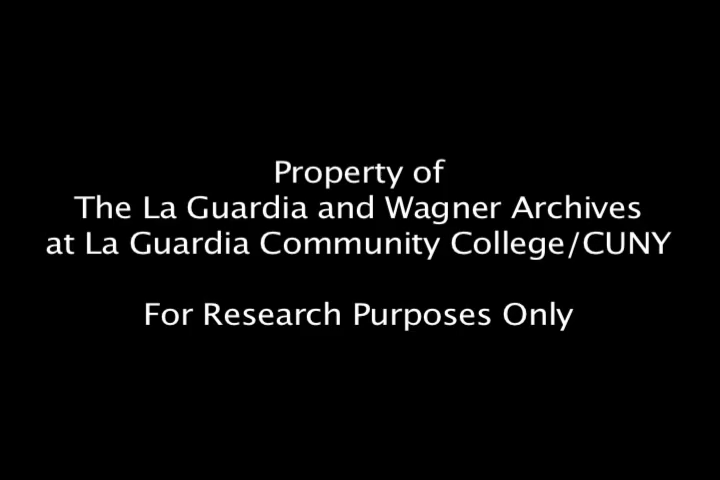 Property of
The La Guardia and Wagner Archives
at La Guardia Community College/CUNY
For Research Purposes Only